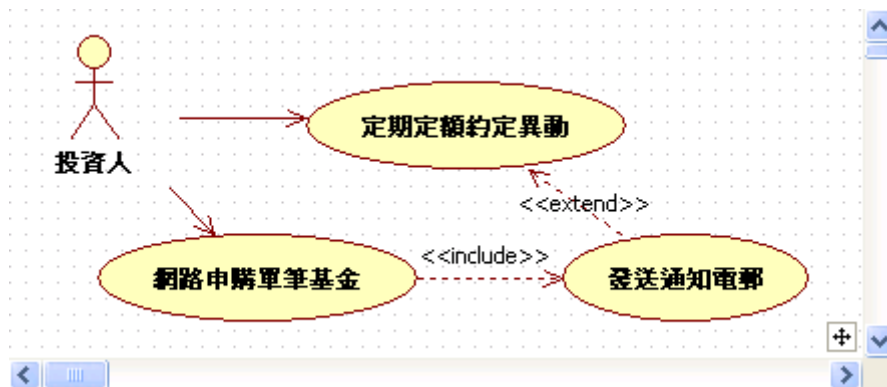 定期定額約定異動
投資人
<<extend>>
<<include>>
網路申購單筆基金
發送通知電郵